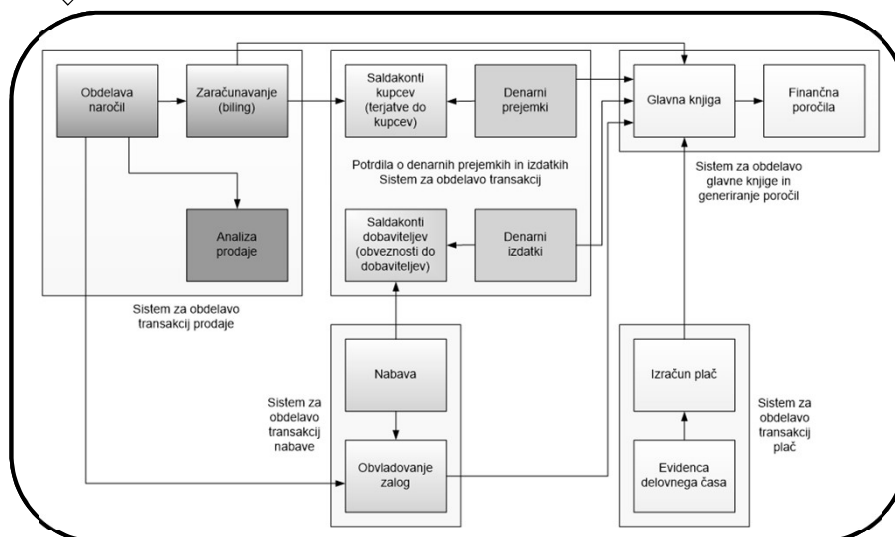 Obdelava
naročil
Zaračunavanje
(biling)
Saldakonti
kupcev
(terjatve do
kupcev)
Denarni
prejemki
Glavna knjiga
Finančna
poročila
Potrdila o denarnih prejemkih in izdatkih
Sistem za obdelavo transakcij
Sistem za obdelavo
glavne knjige in
generiranje poročil
Analiza
prodaje
Saldakonti
dobaviteljev
(obveznosti do
dobaviteljev)
Denarni
izdatki
Sistem za obdelavo
transakcij prodaje
Nabava
Izračun plač
Sistem za
obdelavo
transakcij
nabave
Sistem za
obdelavo
transakcij
plač
Obvladovanje
zalog
Evidenca
delovnega časa